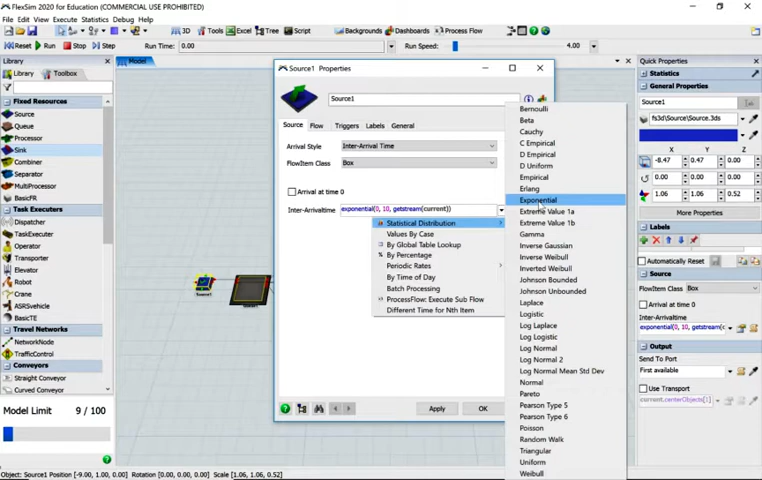 FlexSim 2020 for Education (COMMERCIAL USE PROHIBITED)
File Edit View Execute Statistics Debug Help
3D Tools Excel Tree Script Backgrounds Dashboards Process Flow
Reset Run Stop Step Run Time: 0.00 Run Speed: 4.00
Library
Library Toolbox
Fixed Resources
Source
Queue
Processor
Sink
Combiner
Separator
MultiProcessor
BasicFR
Task Executers
Dispatcher
TaskExecuter
Operator
Transporter
Elevator
Robot
Crane
ASRSvehicle
BasicTE
Travel Networks
NetworkNode
TrafficControl
Conveyors
Straight Conveyor
Curved Conveyor
Model Limit 9 / 100
Model
Source1
Source1 Properties
Source1
Source Flow Triggers Labels General
Arrival Style Inter-Arrival Time
FlowItem Class Box
Arrival at time 0
Inter-Arrivaltime exponential(0, 10, getstream(current))
Statistical Distribution
Values By Case
By Global Table Lookup
By Percentage
Periodic Rates
By Time of Day
Batch Processing
ProcessFlow: Execute Sub Flow
Different Time for Nth Item
Apply OK
Bernoulli
Beta
Cauchy
C Empirical
D Empirical
D Uniform
Empirical
Erlang
Exponential
Extreme Value 1a
Extreme Value 1b
Gamma
Inverse Gaussian
Inverse Weibull
Inverted Weibull
Johnson Bounded
Johnson Unbounded
Laplace
Logistic
Log Laplace
Log Logistic
Log Normal
Log Normal 2
Log Normal Mean Std Dev
Normal
Pareto
Pearson Type 5
Pearson Type 6
Poisson
Random Walk
Triangular
Uniform
Weibull
Quick Properties
Statistics
General Properties
Source1
fs3d\Source\Source.3ds
X Y Z
-8.47 0.00
0.00 0.00 0.00
1.06 1.06 0.52
More Properties
Labels
Automatically Reset
Source
FlowItem Class Box
Arrival at time 0
Inter-Arrivaltime
exponential(0, 10, getstream(c
Output
Send To Port
First available
Use Transport
current.centerObjects[1]
Object: Source1 Position [-9.00, 1.00, 0.00] Rotation [0.00, 0.00, 0.00] Scale [1.06, 1.06, 0.52]